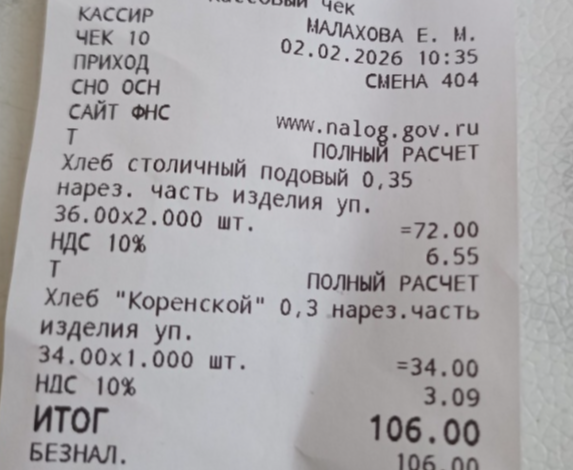 чек
КАССИР МАЛАХОВА Е. М.
ЧЕК 10 02.02.2026 10:35
ПРИХОД СМЕНА 404
СНО ОСН
САЙТ ФНС www.nalog.gov.ru
Т ПОЛНЫЙ РАСЧЕТ
Хлеб столичный подовый 0,35
нарез. часть изделия уп.
36.00х2.000 шт. =72.00
НДС 10% 6.55
Т ПОЛНЫЙ РАСЧЕТ
Хлеб "Коренской" 0,3 нарез.часть
изделия уп.
34.00х1.000 шт. =34.00
НДС 10% 3.09
ИТОГ 106.00
БЕЗНАЛ. 106.00